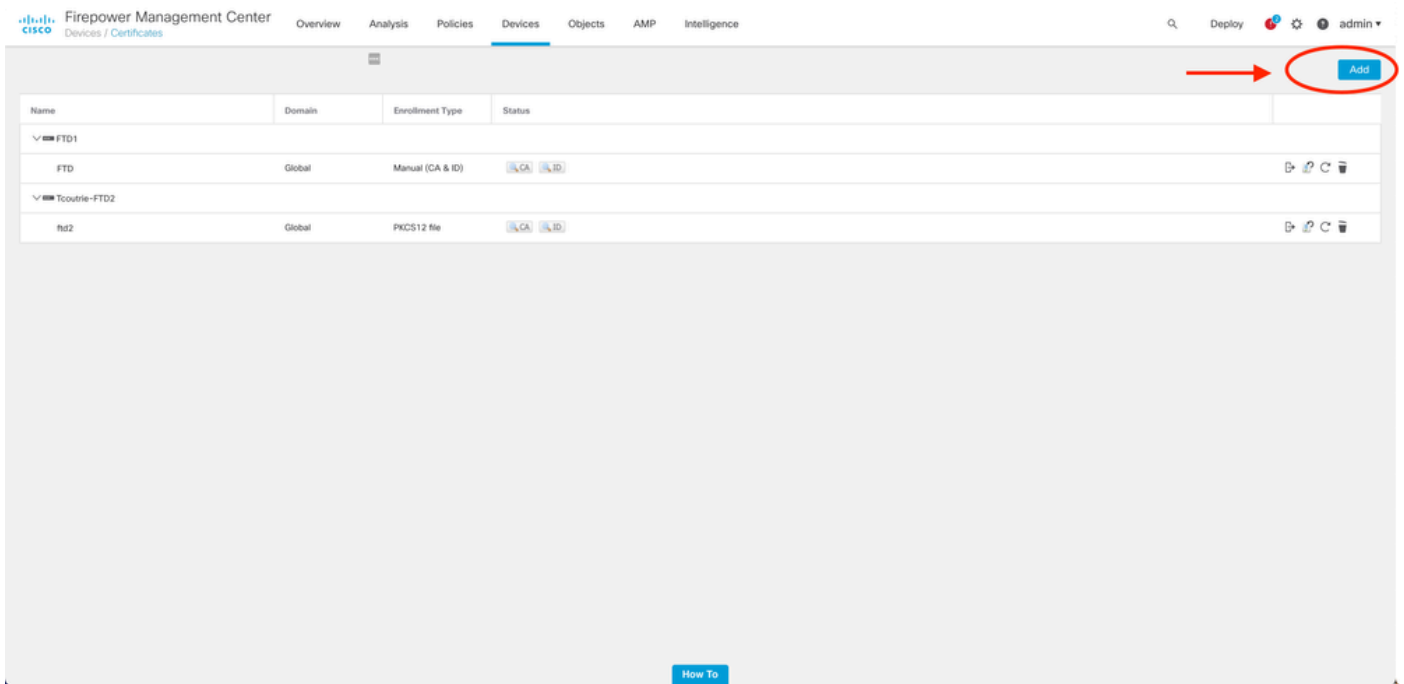 Firepower Management Center
CISCO Devices / Certificates
Overview Analysis Policies Devices Objects AMP Intelligence
Deploy 2 admin
Add
Name Domain Enrollment Type Status
FTD1
FTD Global Manual (CA & ID) CA ID
Tcoutrie-FTD2
ftd2 Global PKCS12 file CA ID
How To